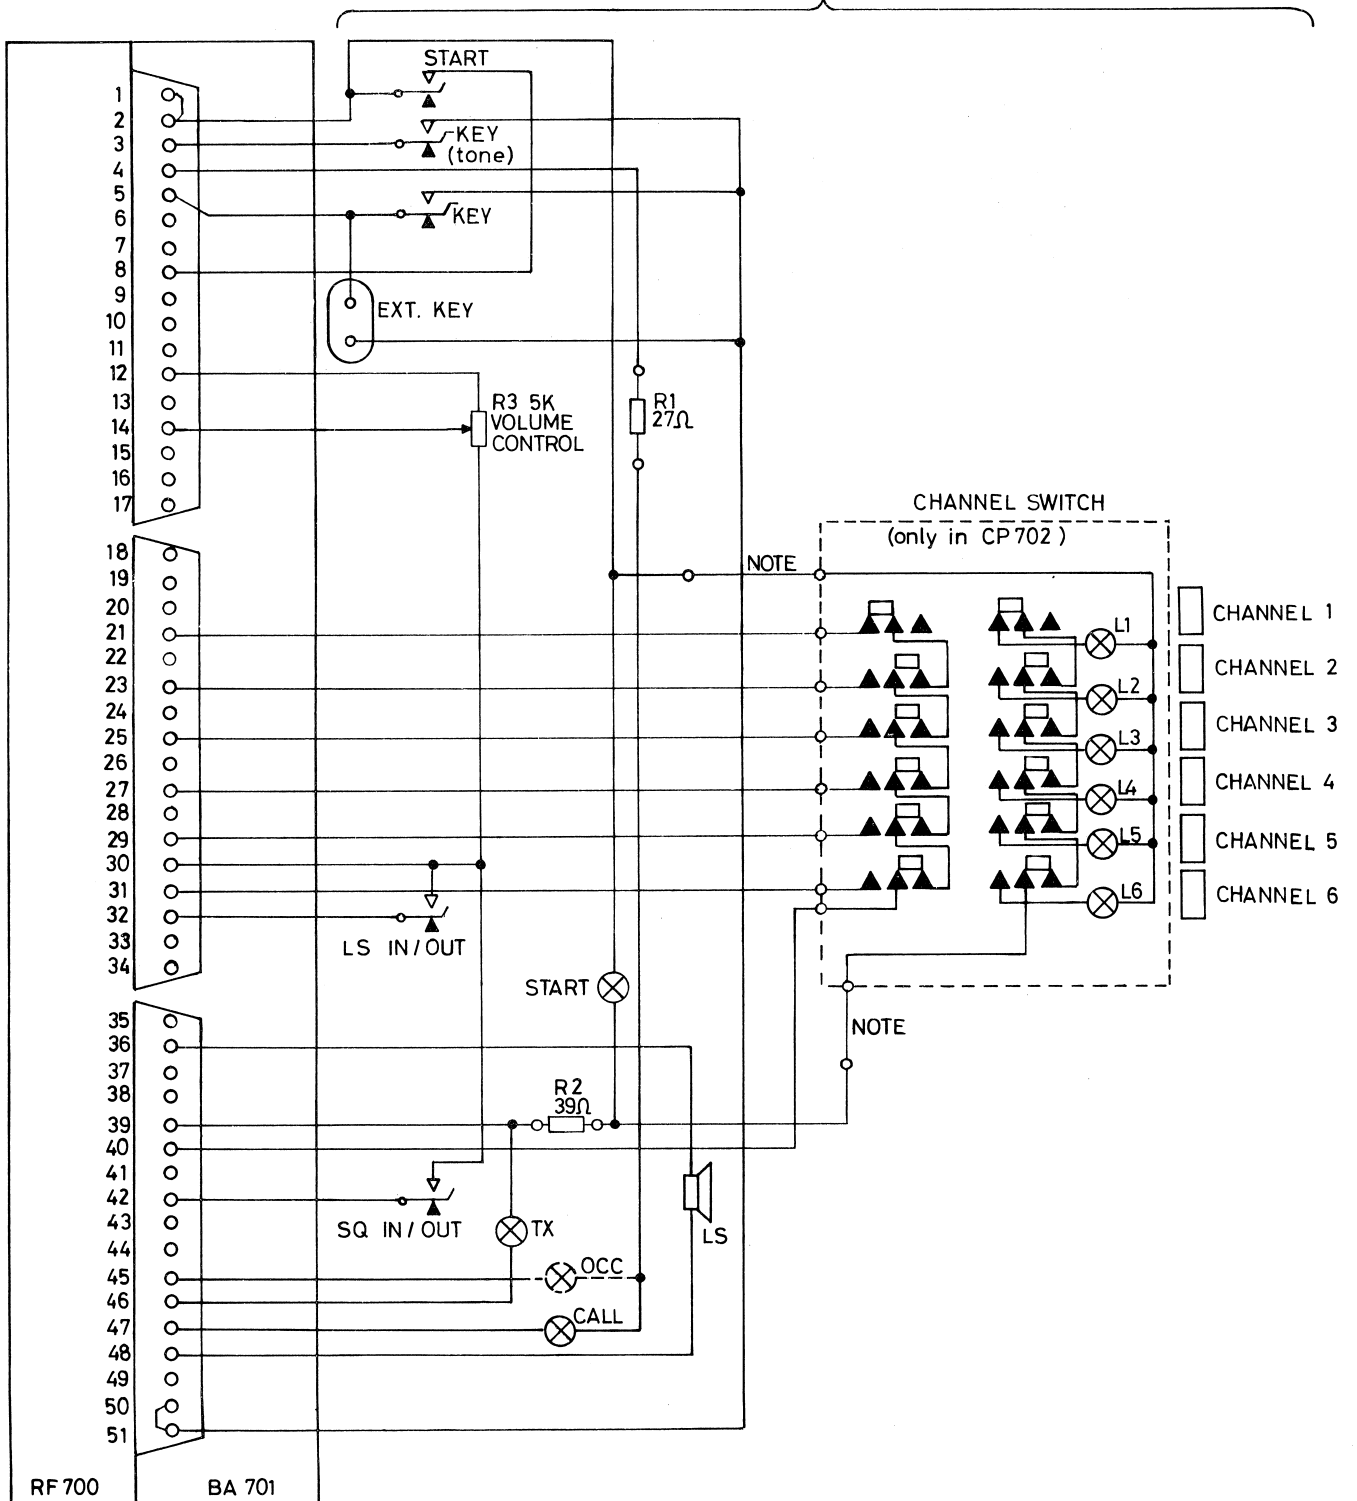 START
1
2
3
KEY
(tone)
4
5
6
KEY
7
8
9
EXT. KEY
10
11
12
13
R3 5K
VOLUME
CONTROL
R1
27Ω
14
15
16
17
CHANNEL SWITCH
(only in CP702)
18
19
NOTE
20
21
22
23
24
25
26
27
28
29
30
31
32
33
34
L1
L2
L3
L4
L5
L6
CHANNEL 1
CHANNEL 2
CHANNEL 3
CHANNEL 4
CHANNEL 5
CHANNEL 6
LS IN/OUT
START
NOTE
35
36
37
38
39
40
41
42
43
44
45
46
47
48
49
50
51
R2
39Ω
SQ IN/OUT
TX
LS
OCC
CALL
RF700
BA 701